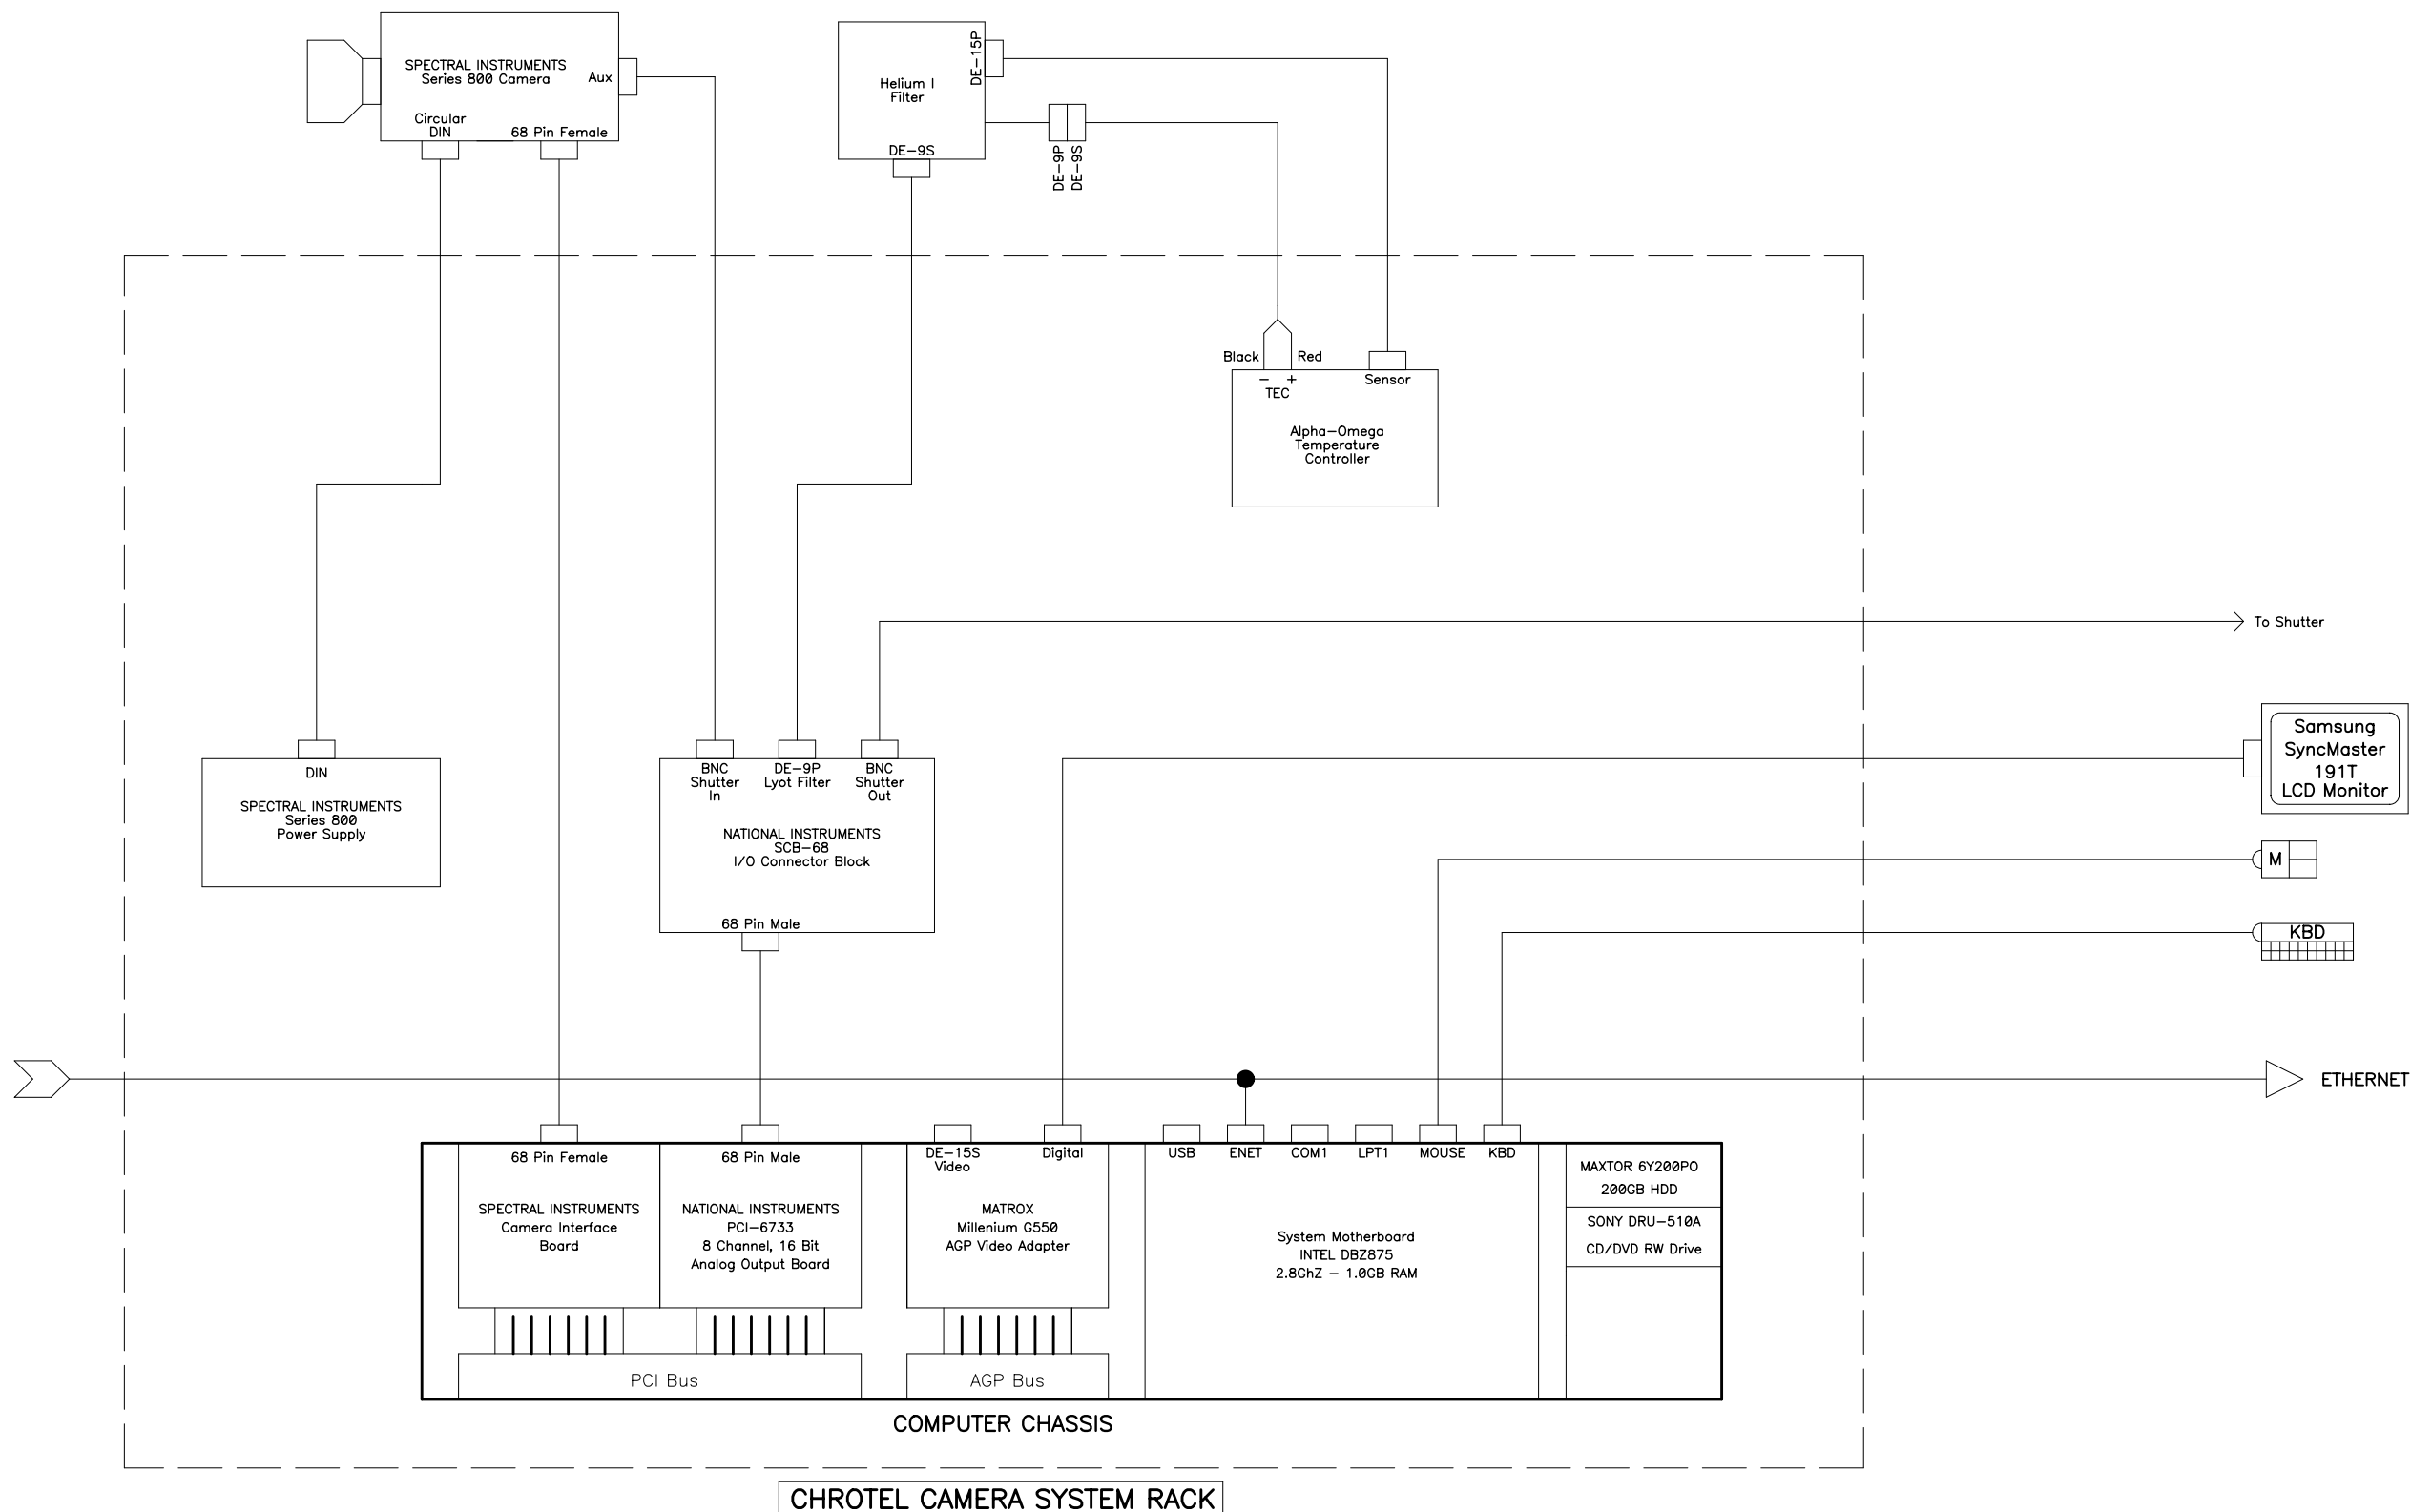 SPECTRAL INSTRUMENTS
Series 800 Camera
Aux
Circular
DIN
68 Pin Female
Helium I
Filter
DE-15P
DE-9S
DE-9P
DE-9S
Black
Red
- +
TEC
Sensor
Alpha-Omega
Temperature
Controller
To Shutter
DIN
SPECTRAL INSTRUMENTS
Series 800
Power Supply
BNC
Shutter
In
DE-9P
Lyot Filter
BNC
Shutter
Out
NATIONAL INSTRUMENTS
SCB-68
I/O Connector Block
68 Pin Male
Samsung
SyncMaster
191T
LCD Monitor
M
KBD
ETHERNET
68 Pin Female
SPECTRAL INSTRUMENTS
Camera Interface
Board
68 Pin Male
NATIONAL INSTRUMENTS
PCI-6733
8 Channel, 16 Bit
Analog Output Board
DE-15S
Video
Digital
MATROX
Millenium G550
AGP Video Adapter
USB
ENET
COM1
LPT1
MOUSE
KBD
System Motherboard
INTEL DBZ875
2.8GhZ - 1.0GB RAM
MAXTOR 6Y200PO
200GB HDD
SONY DRU-510A
CD/DVD RW Drive
PCI Bus
AGP Bus
COMPUTER CHASSIS
CHROTEL CAMERA SYSTEM RACK